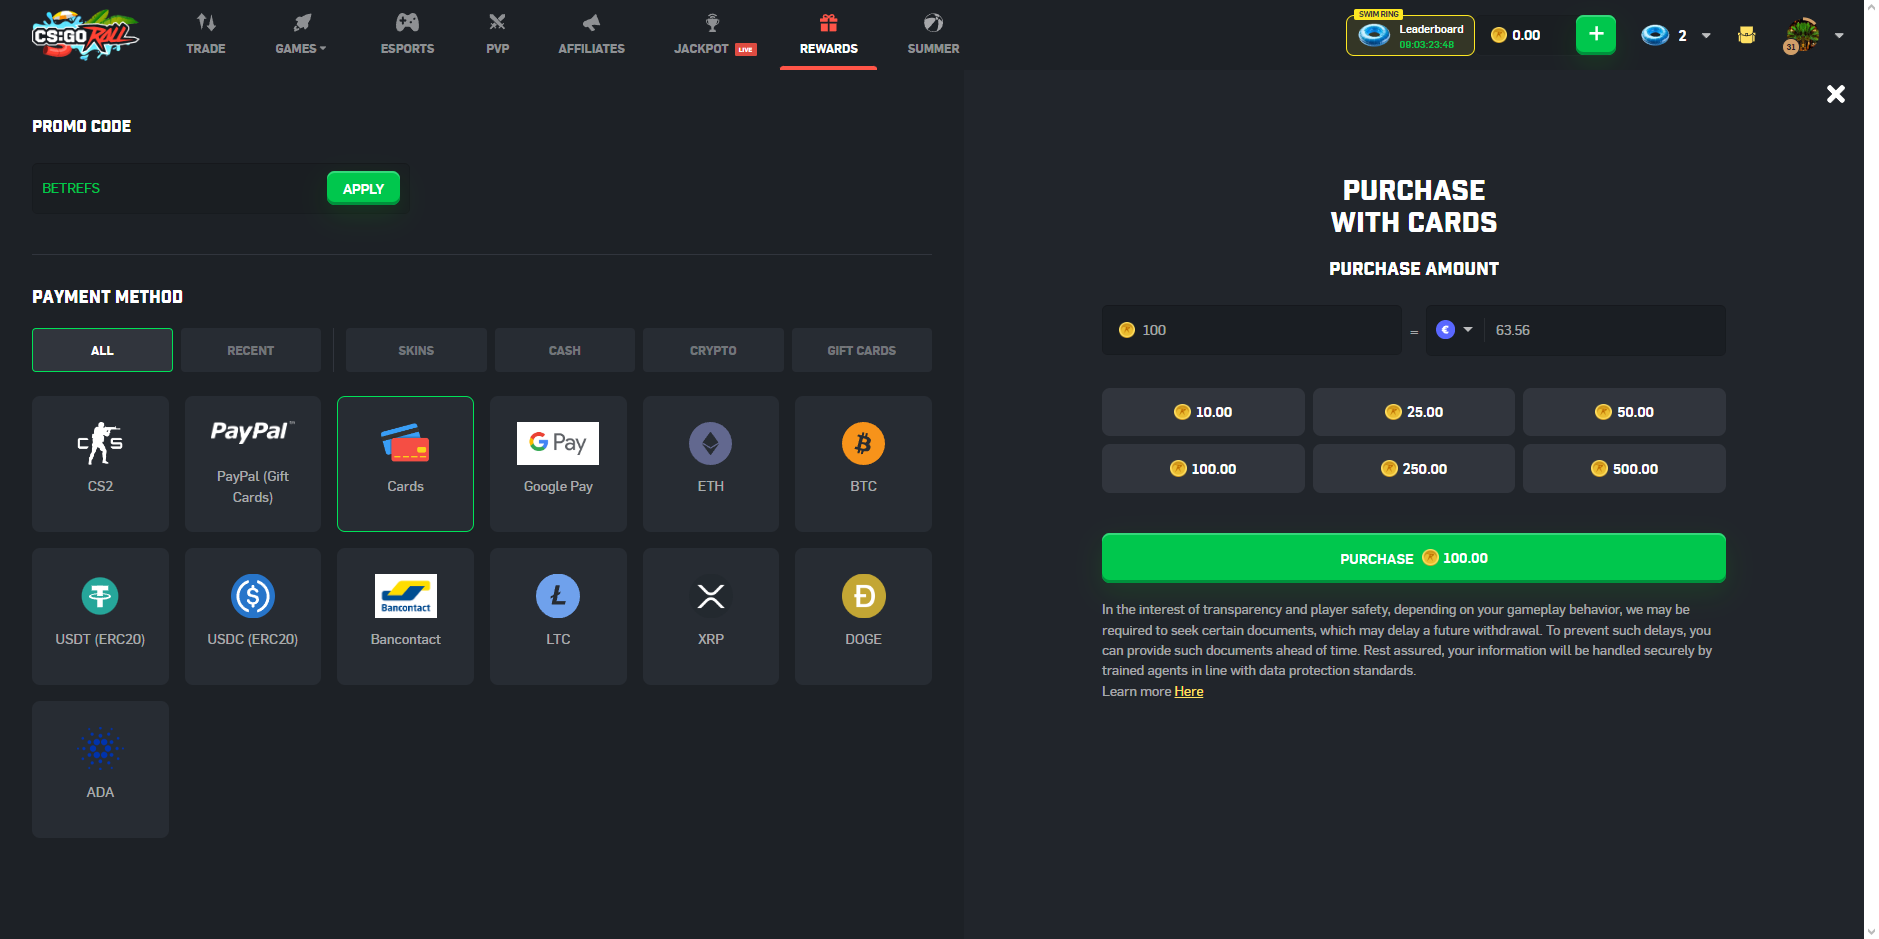 CS:GO ROLL
TRADE
GAMES
ESPORTS
PVP
AFFILIATES
JACKPOT LIVE
REWARDS
SUMMER
SWIM RING
Leaderboard
09:03:23:48
0.00
+
2
31
PROMO CODE
BETREFS
APPLY
PAYMENT METHOD
ALL
RECENT
SKINS
CASH
CRYPTO
GIFT CARDS
CS
CS2
PayPal™
PayPal (Gift
Cards)
Cards
G Pay
Google Pay
ETH
BTC
USDT (ERC20)
USDC (ERC20)
Bancontact
Bancontact
LTC
XRP
DOGE
ADA
PURCHASE
WITH CARDS
PURCHASE AMOUNT
100
=
€
63.56
10.00
25.00
50.00
100.00
250.00
500.00
PURCHASE 100.00
In the interest of transparency and player safety, depending on your gameplay behavior, we may be
required to seek certain documents, which may delay a future withdrawal. To prevent such delays, you
can provide such documents ahead of time. Rest assured, your information will be handled securely by
trained agents in line with data protection standards.
Learn more Here